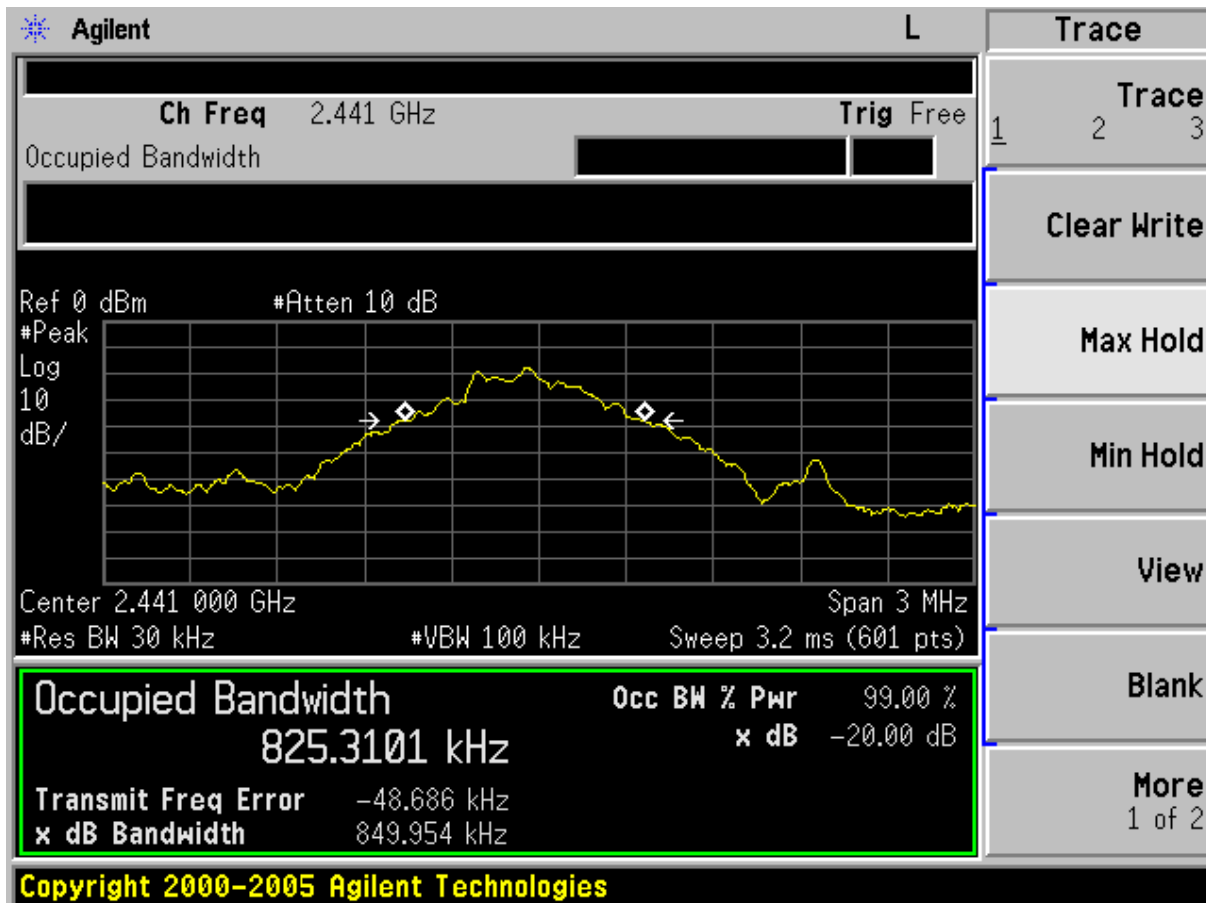 Agilent L
Trace
Ch Freq 2.441 GHz Trig Free
Occupied Bandwidth
Ref 0 dBm #Atten 10 dB
#Peak
Log
10
dB/
Center 2.441 000 GHz Span 3 MHz
#Res BW 30 kHz #VBW 100 kHz Sweep 3.2 ms (601 pts)
Occupied Bandwidth
825.3101 kHz
Occ BW % Pwr 99.00 %
x dB -20.00 dB
Transmit Freq Error -48.686 kHz
x dB Bandwidth 849.954 kHz
Trace
1 2 3
Clear Write
Max Hold
Min Hold
View
Blank
More
1 of 2
Copyright 2000-2005 Agilent Technologies